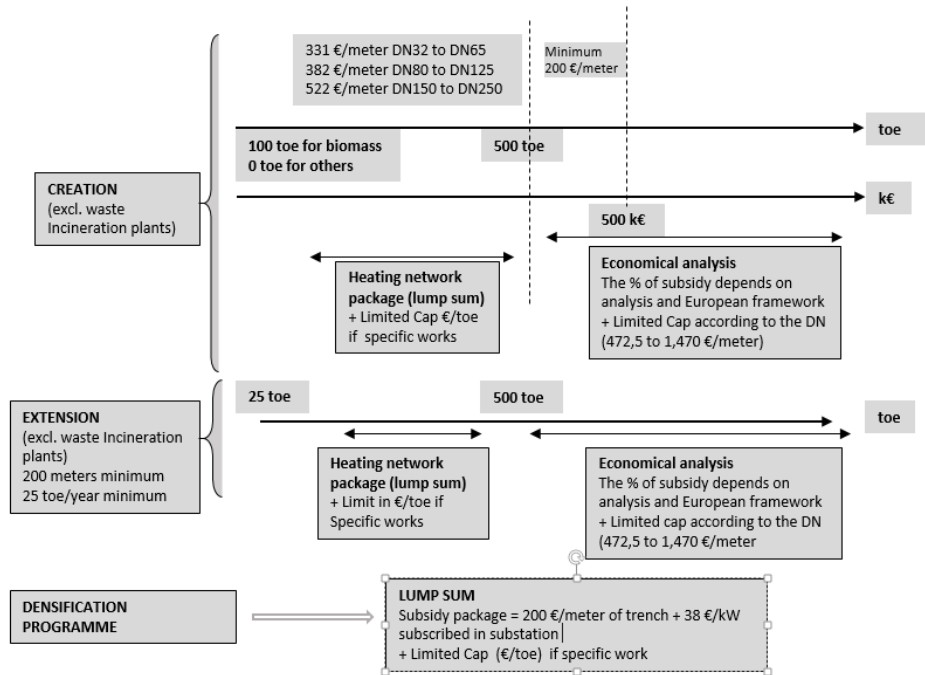 331 €/meter DN32 to DN65
382 €/meter DN80 to DN125
522 €/meter DN150 to DN250
Minimum
200 €/meter
toe
100 toe for biomass
0 toe for others
500 toe
CREATION
(excl. waste
Incineration plants)
k€
500 k€
Heating network
package (lump sum)
+ Limited Cap €/toe
if specific works
Economical analysis
The % of subsidy depends on
analysis and European framework
+ Limited Cap according to the DN
(472,5 to 1,470 €/meter)
25 toe
500 toe
toe
EXTENSION
(excl. waste Incineration
plants)
200 meters minimum
25 toe/year minimum
Heating network
package (lump sum)
+ Limit in €/toe if
Specific works
Economical analysis
The % of subsidy depends on
analysis and European framework
+ Limited cap according to the DN
(472,5 to 1,470 €/meter
DENSIFICATION
PROGRAMME
LUMP SUM
Subsidy package = 200 €/meter of trench + 38 €/kW
subscribed in substation
+ Limited Cap (€/toe) if specific work